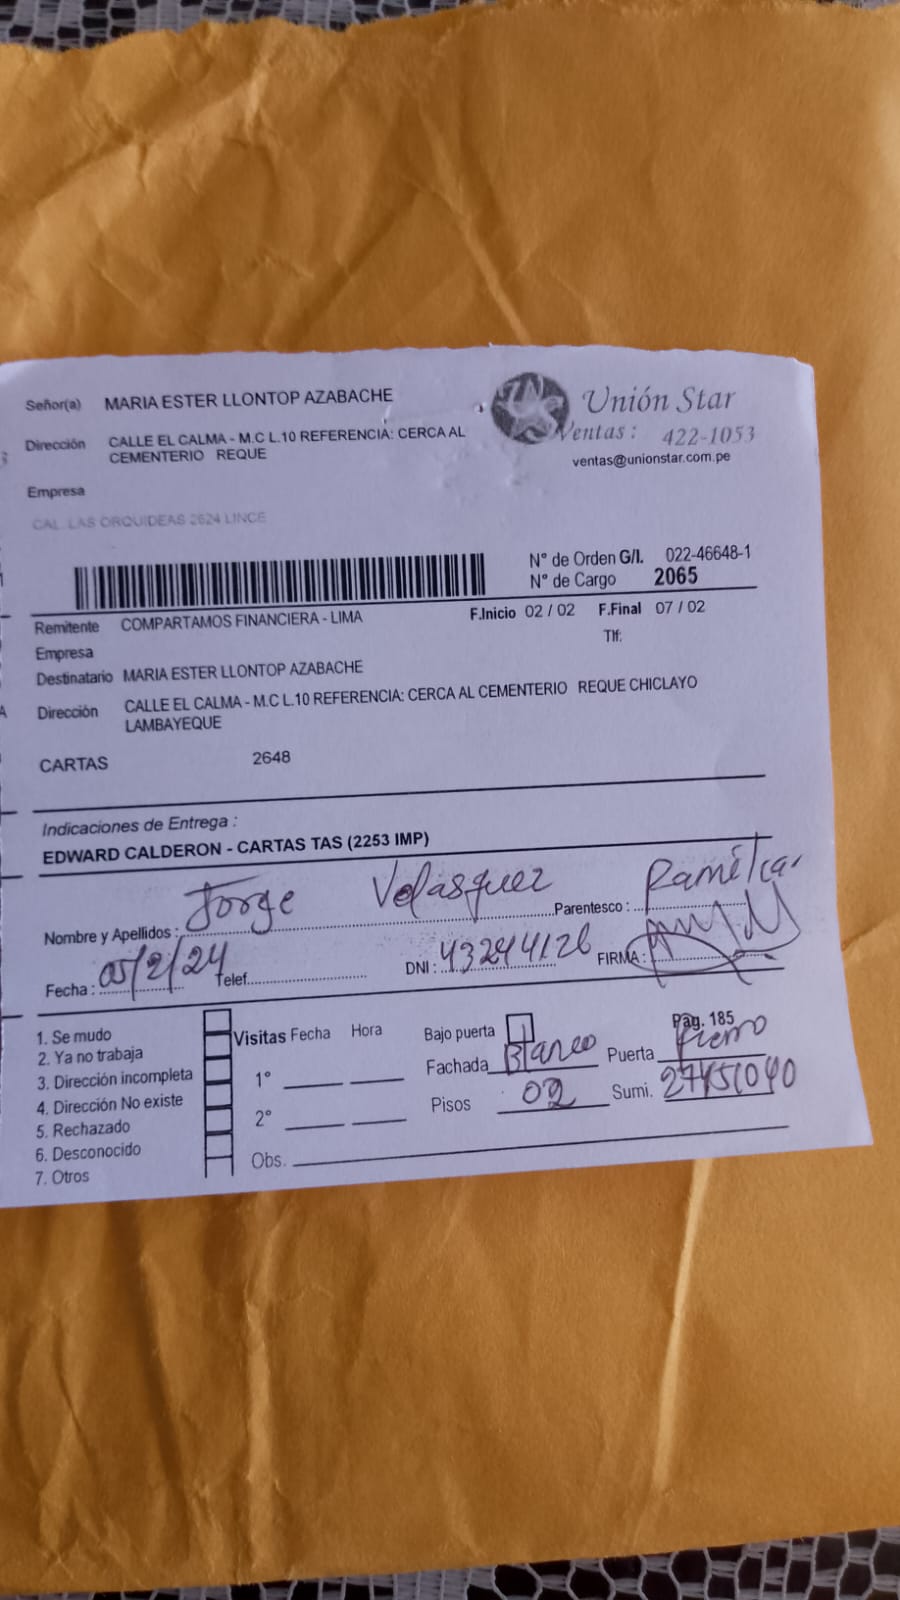 Señor(a) MARIA ESTER LLONTOP AZABACHE
Unión Star
Ventas: 422-1053
ventas@unionstar.com.pe
Dirección CALLE EL CALMA - M.C L.10 REFERENCIA: CERCA AL
CEMENTERIO REQUE
Empresa
CAL. LAS ORQUIDEAS 2624 LINCE
N° de Orden G/I. 022-46648-1
N° de Cargo 2065
Remitente COMPARTAMOS FINANCIERA - LIMA F.Inicio 02 / 02 F.Final 07 / 02
Empresa Tlf:
Destinatario MARIA ESTER LLONTOP AZABACHE
Dirección CALLE EL CALMA - M.C L.10 REFERENCIA: CERCA AL CEMENTERIO REQUE CHICLAYO
LAMBAYEQUE
CARTAS 2648
Indicaciones de Entrega :
EDWARD CALDERON - CARTAS TAS (2253 IMP)
Nombre y Apellidos : Jorge Velasquez Parentesco :
Fecha : 05/2/24 Telef. DNI : 43244126 FIRMA :
1. Se mudo
2. Ya no trabaja
3. Dirección incompleta
4. Dirección No existe
5. Rechazado
6. Desconocido
7. Otros
Visitas Fecha Hora
1°
2°
Obs.
Bajo puerta Pág. 185
Fachada Blanco Puerta fierro
Pisos 02 Sumi. 27451040